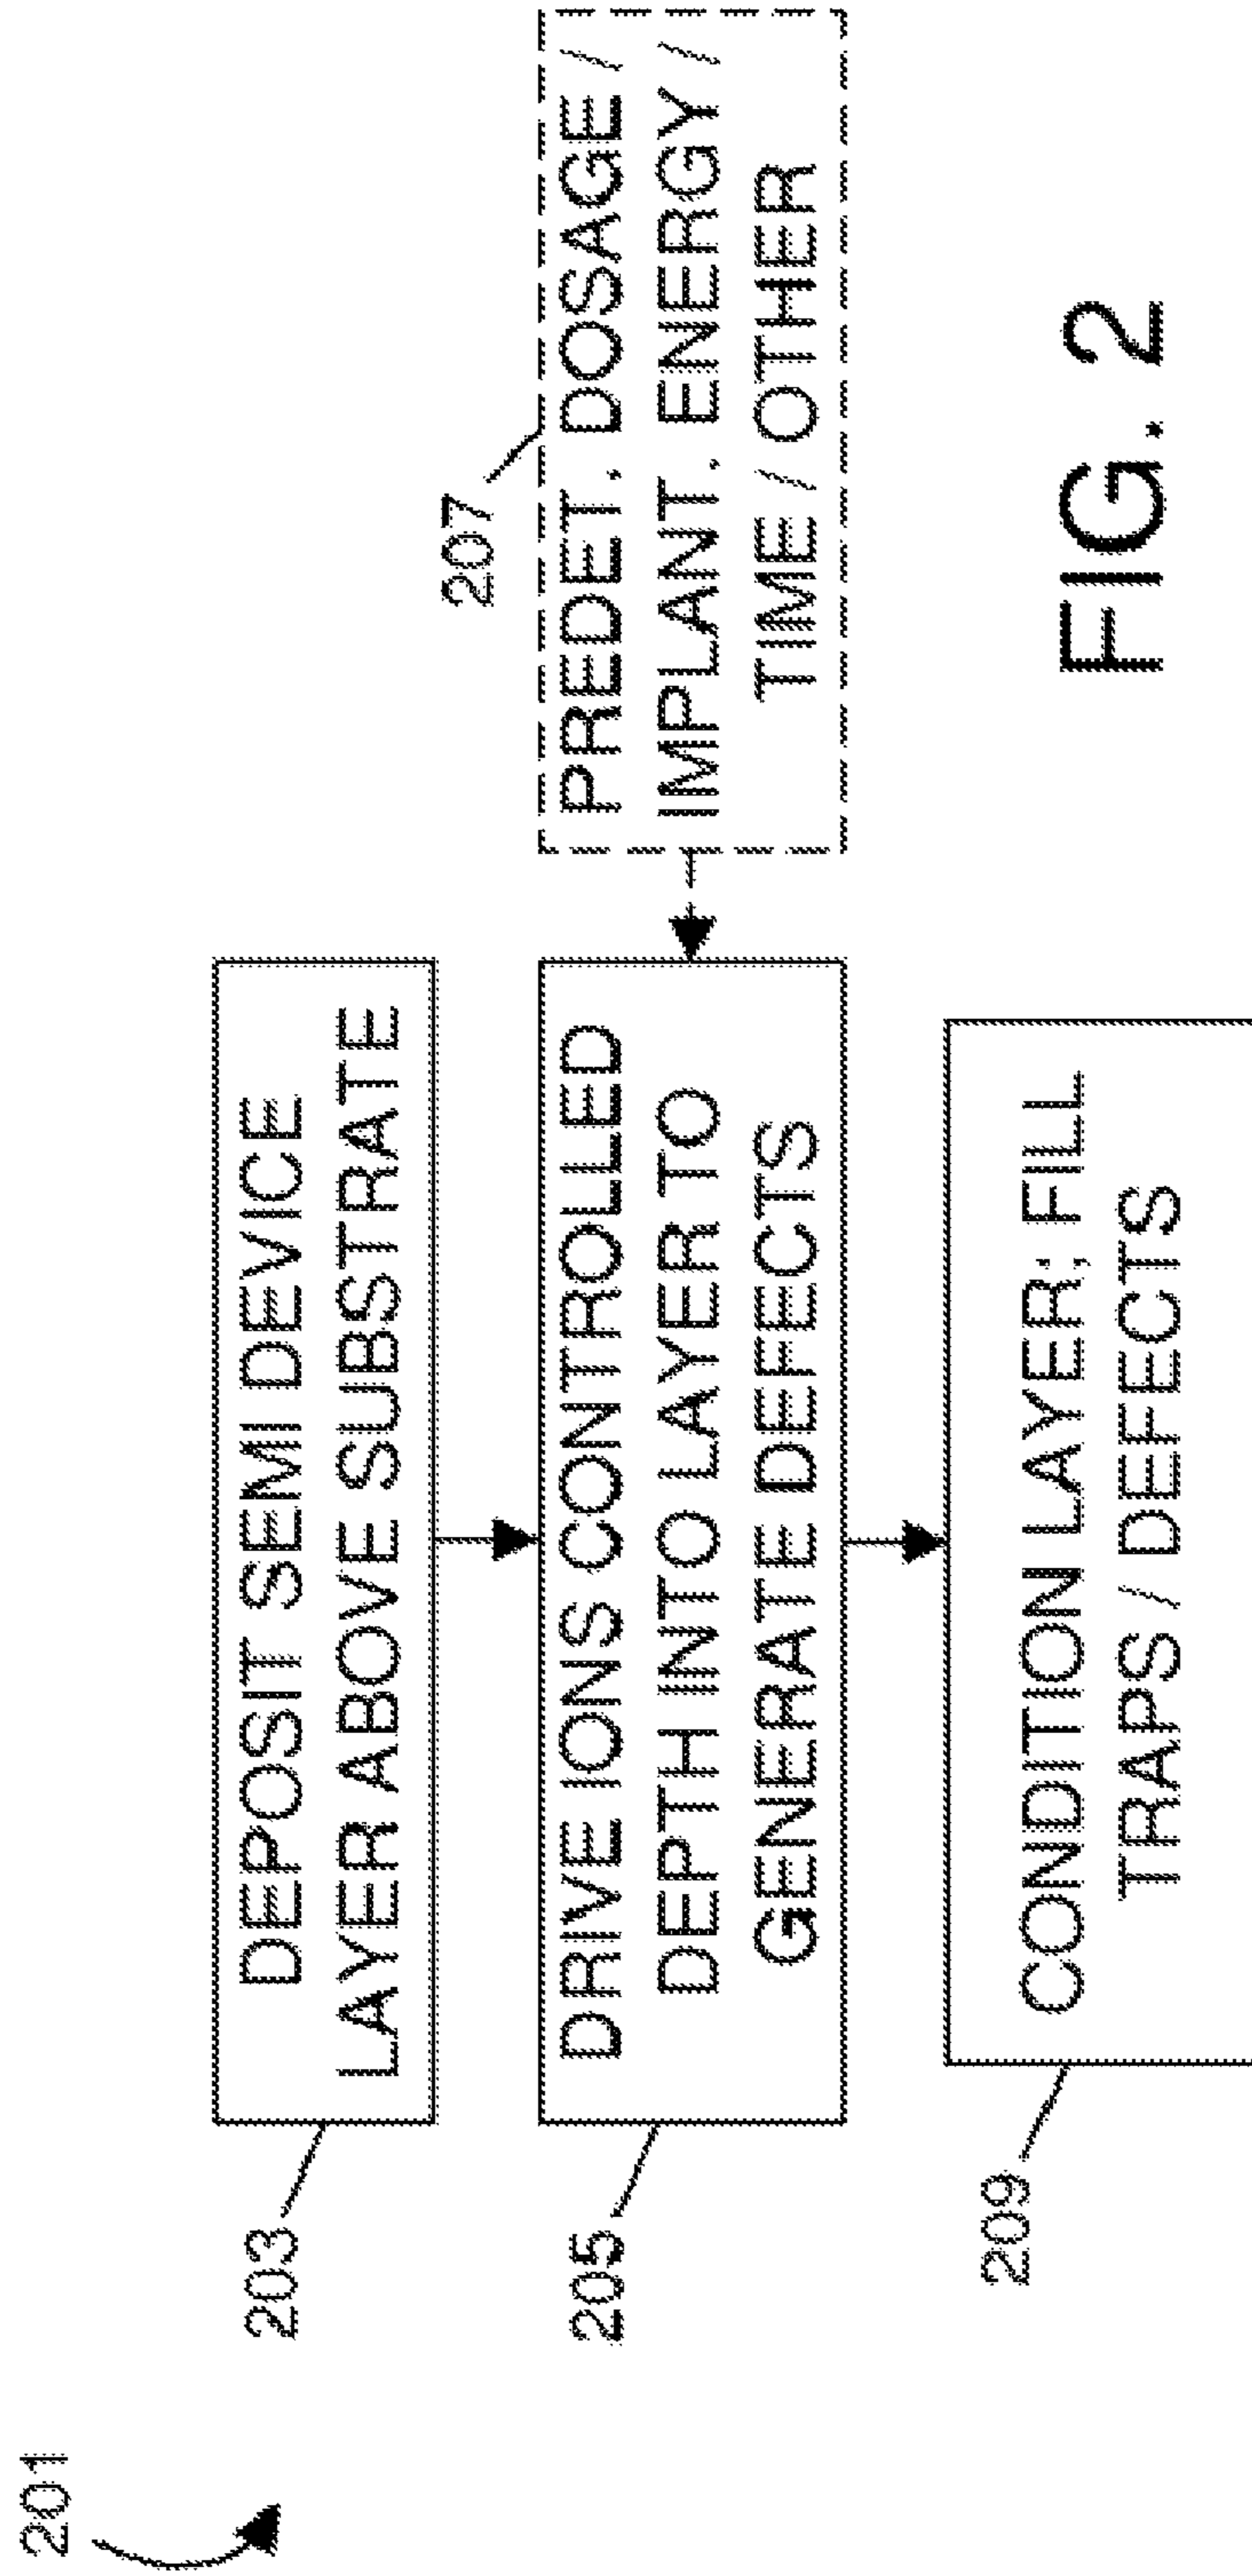 201
203
DEPOSIT SEMI DEVICE
LAYER ABOVE SUBSTRATE
207
205
DRIVE IONS CONTROLLED
DEPTH INTO LAYER TO
GENERATE DEFECTS
PREDET. DOSAGE /
IMPLANT. ENERGY /
TIME / OTHER
209
CONDITION LAYER; FILL
TRAPS / DEFECTS
FIG. 2